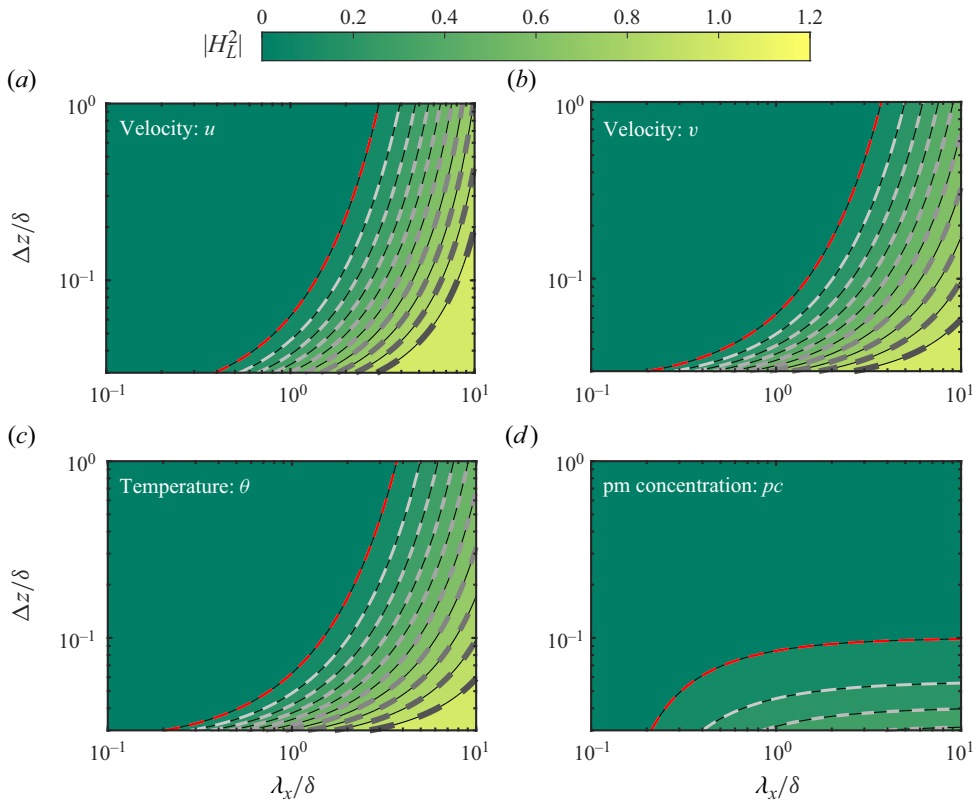 0 0.2 0.4 0.6 0.8 1.0 1.2
|H_L^2|
(a) (b)
10^0 10^0
Velocity: u Velocity: v
Δz/δ
10^-1 10^-1
10^-1 10^0 10^1 10^-1 10^0 10^1
(c) (d)
10^0 10^0
Temperature: θ pm concentration: pc
Δz/δ
10^-1 10^-1
10^-1 10^0 10^1 10^-1 10^0 10^1
λ_x/δ λ_x/δ